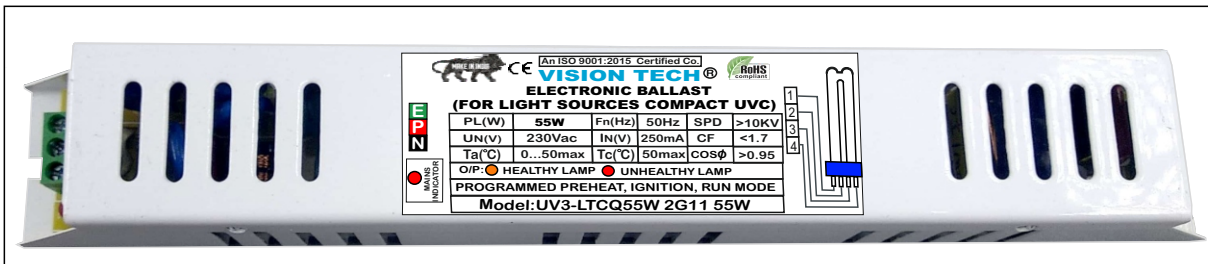 MAKE IN INDIA
CE An ISO 9001:2015 Certified Co.
VISION TECH®
RoHS
compliant
ELECTRONIC BALLAST
(FOR LIGHT SOURCES COMPACT UVC)
PL(W) 55W Fn(Hz) 50Hz SPD >10KV
UN(V) 230Vac IN(V) 250mA CF <1.7
Ta(℃) 0...50max Tc(℃) 50max COSϕ >0.95
O/P: HEALTHY LAMP UNHEALTHY LAMP
PROGRAMMED PREHEAT, IGNITION, RUN MODE
Model:UV3-LTCQ55W 2G11 55W
E
P
N
MAINS
INDICATOR
1
2
3
4